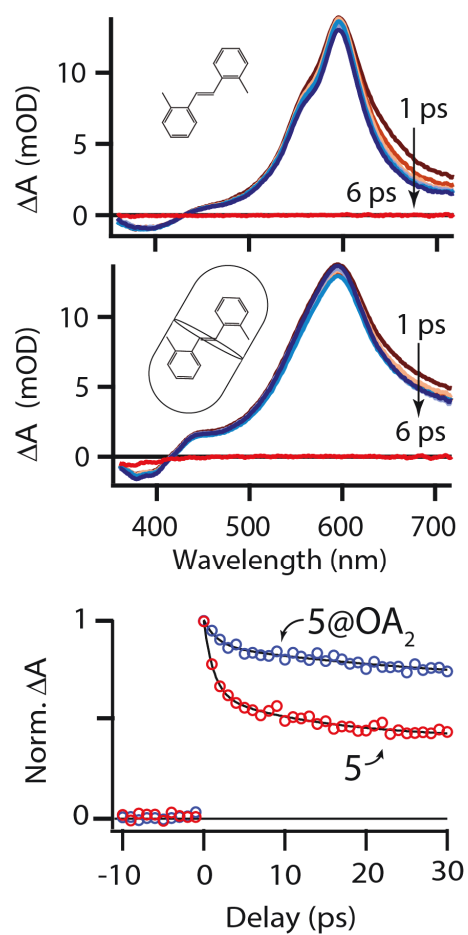 10
5
0
ΔA (mOD)
1 ps
6 ps
10
5
0
ΔA (mOD)
1 ps
6 ps
400 500 600 700
Wavelength (nm)
1
0
Norm. ΔA
5@OA2
5
-10 0 10 20 30
Delay (ps)